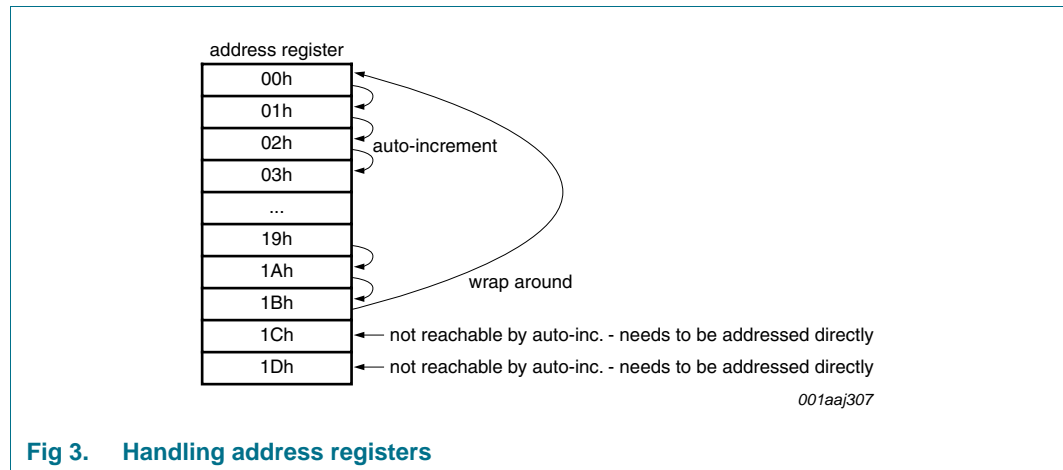 address register
00h
01h
02h
auto-increment
03h
...
19h
1Ah
wrap around
1Bh
1Ch
not reachable by auto-inc. - needs to be addressed directly
1Dh
not reachable by auto-inc. - needs to be addressed directly
001aaj307
Fig 3. Handling address registers